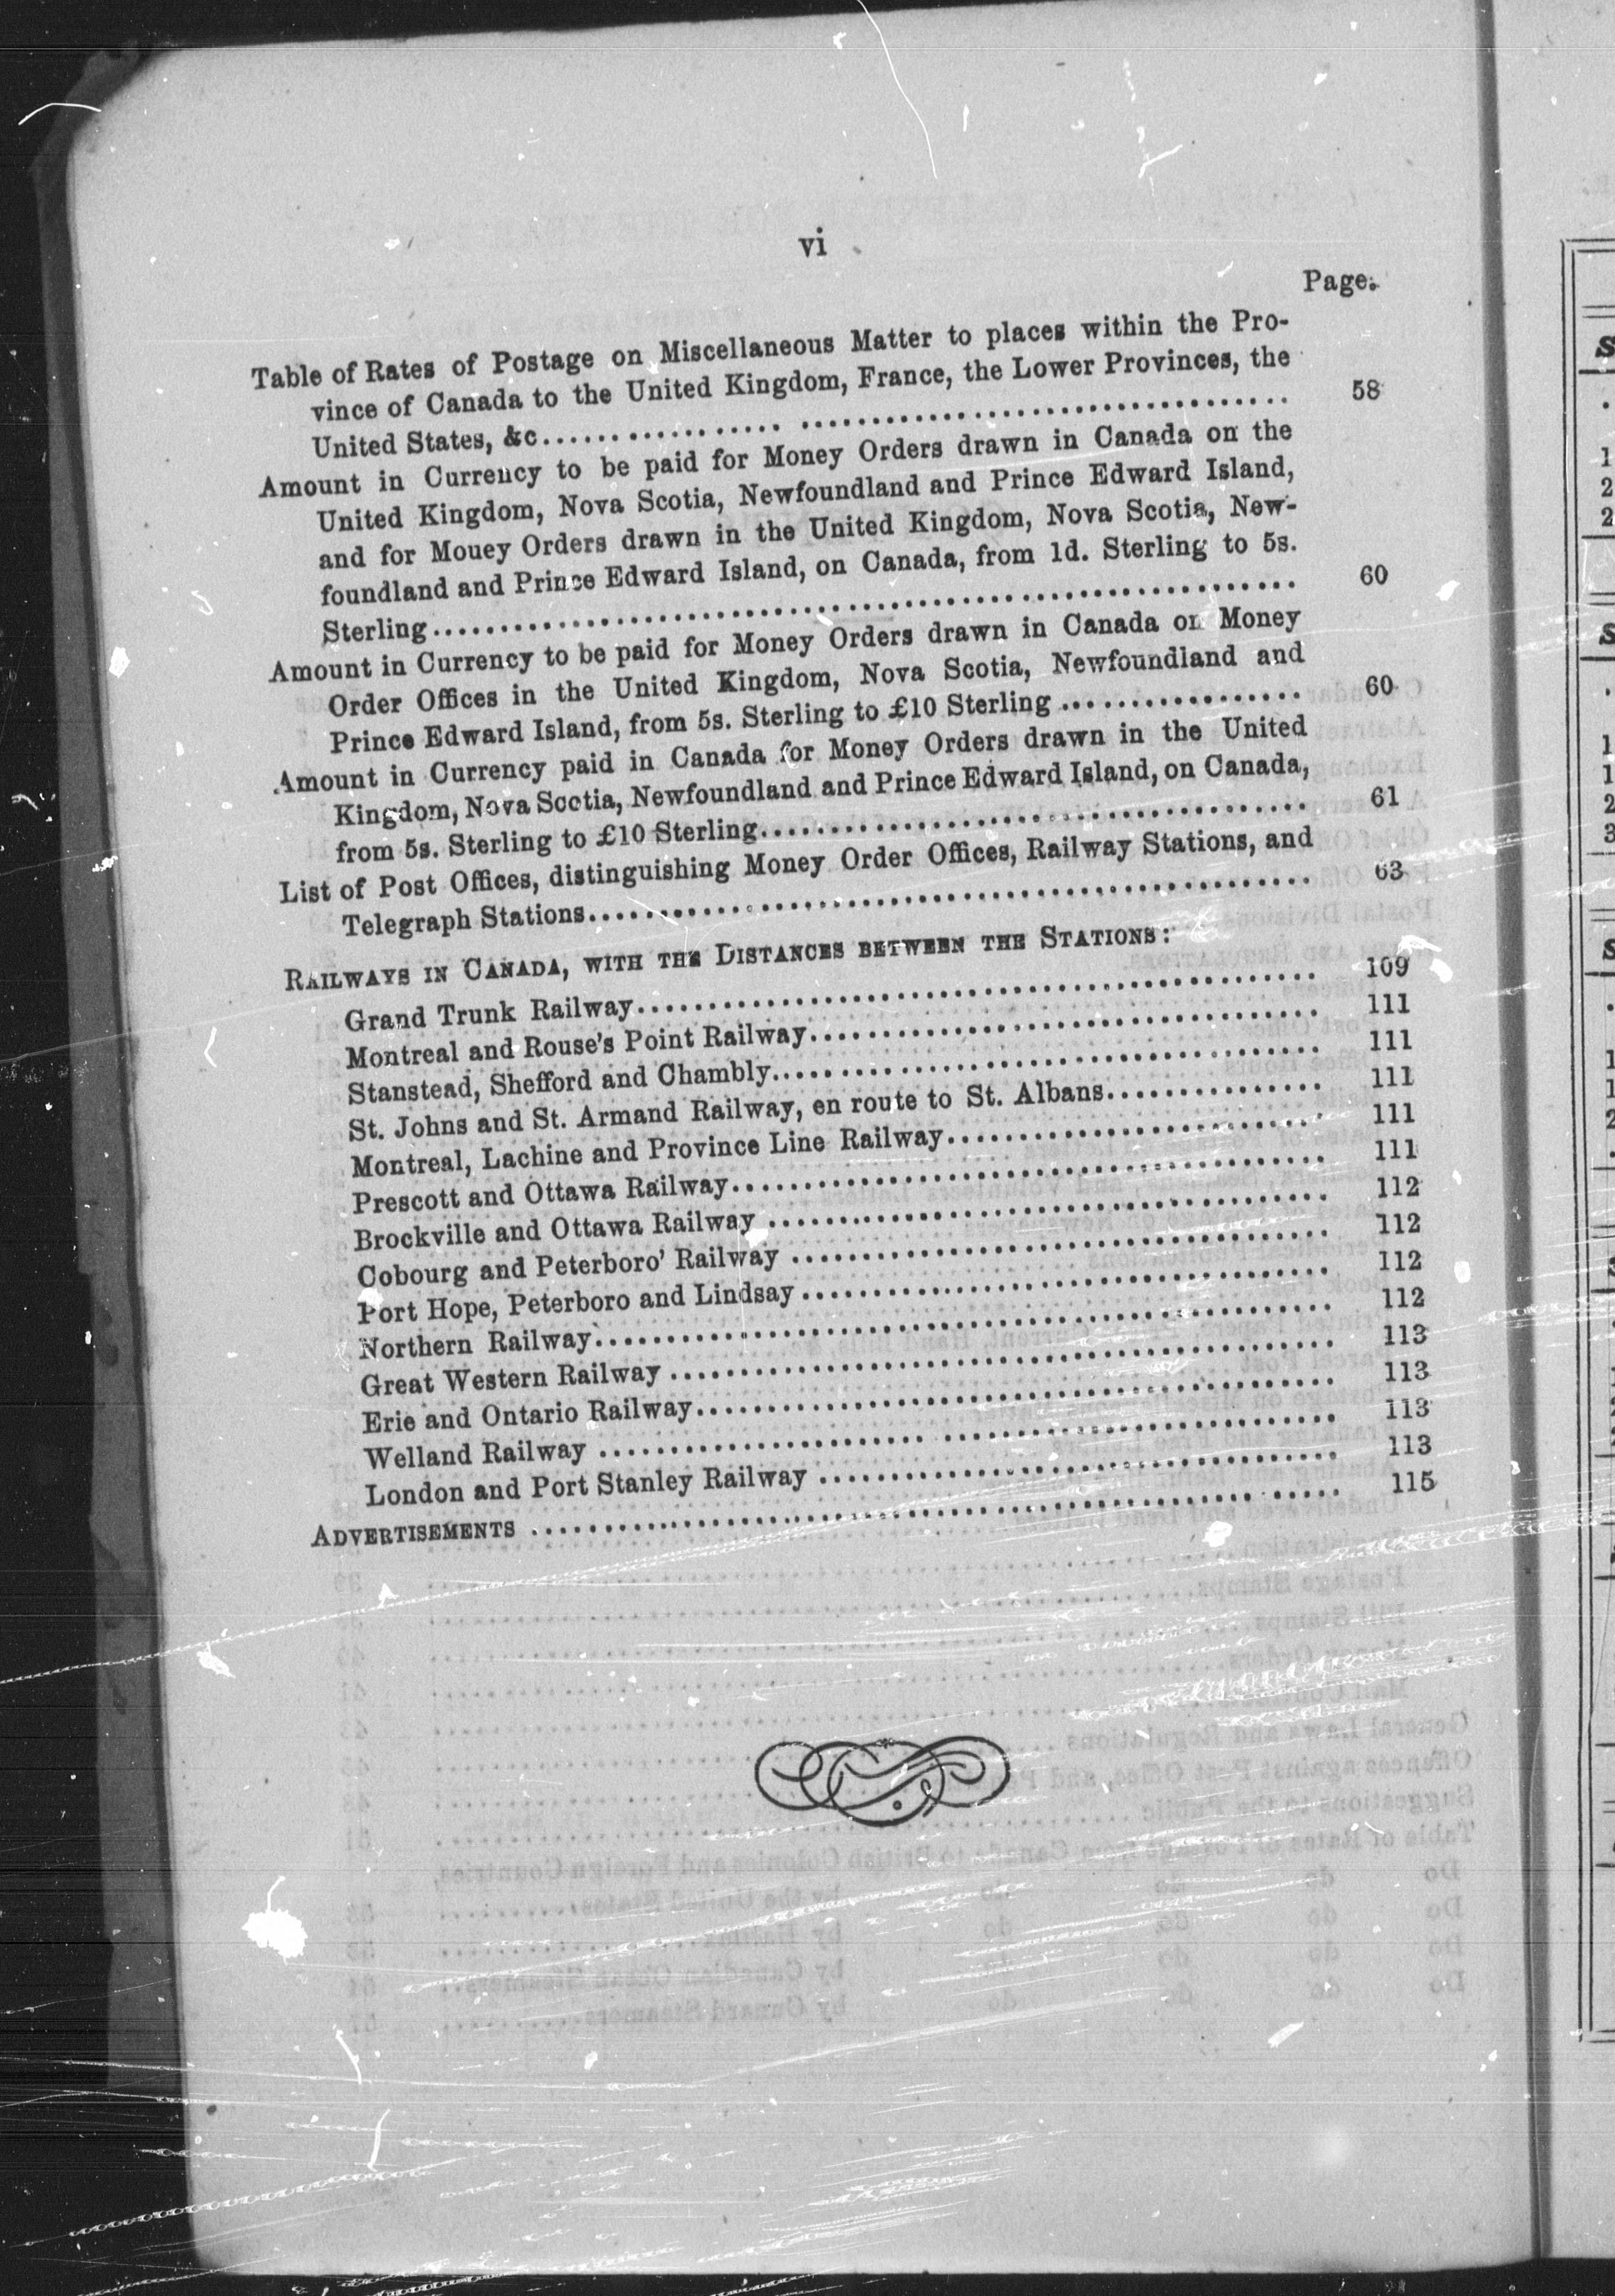 vi
Page.
Table of Rates of Postage on Miscellaneous Matter to places within the Pro-
vince of Canada to the United Kingdom, France, the Lower Provinces, the
United States, &c.................. .................................... 58
Amount in Currency to be paid for Money Orders drawn in Canada on the
United Kingdom, Nova Scotia, Newfoundland and Prince Edward Island,
and for Mouey Orders drawn in the United Kingdom, Nova Scotia, New-
foundland and Prince Edward Island, on Canada, from 1d. Sterling to 5s.
Sterling................................................................ 60
Amount in Currency to be paid for Money Orders drawn in Canada on Money
Order Offices in the United Kingdom, Nova Scotia, Newfoundland and
Prince Edward Island, from 5s. Sterling to £10 Sterling .................. 60
Amount in Currency paid in Canada for Money Orders drawn in the United
Kingdom, Nova Scotia, Newfoundland and Prince Edward Island, on Canada,
from 5s. Sterling to £10 Sterling........................................ 61
List of Post Offices, distinguishing Money Order Offices, Railway Stations, and
Telegraph Stations...................................................... 63
RAILWAYS IN CANADA, WITH THE DISTANCES BETWEEN THE STATIONS:
Grand Trunk Railway.................................................. 109
Montreal and Rouse's Point Railway..................................... 111
Stanstead, Shefford and Chambly........................................ 111
St. Johns and St. Armand Railway, en route to St. Albans................ 111
Montreal, Lachine and Province Line Railway........................... 111
Prescott and Ottawa Railway........................................... 111
Brockville and Ottawa Railway ........................................ 112
Cobourg and Peterboro' Railway ....................................... 112
Port Hope, Peterboro and Lindsay ...................................... 112
Northern Railway..................................................... 112
Great Western Railway ................................................ 113
Erie and Ontario Railway.............................................. 113
Welland Railway ....................... ............................. 113
London and Port Stanley Railway ...................................... 113
ADVERTISEMENTS ......................................................... 115